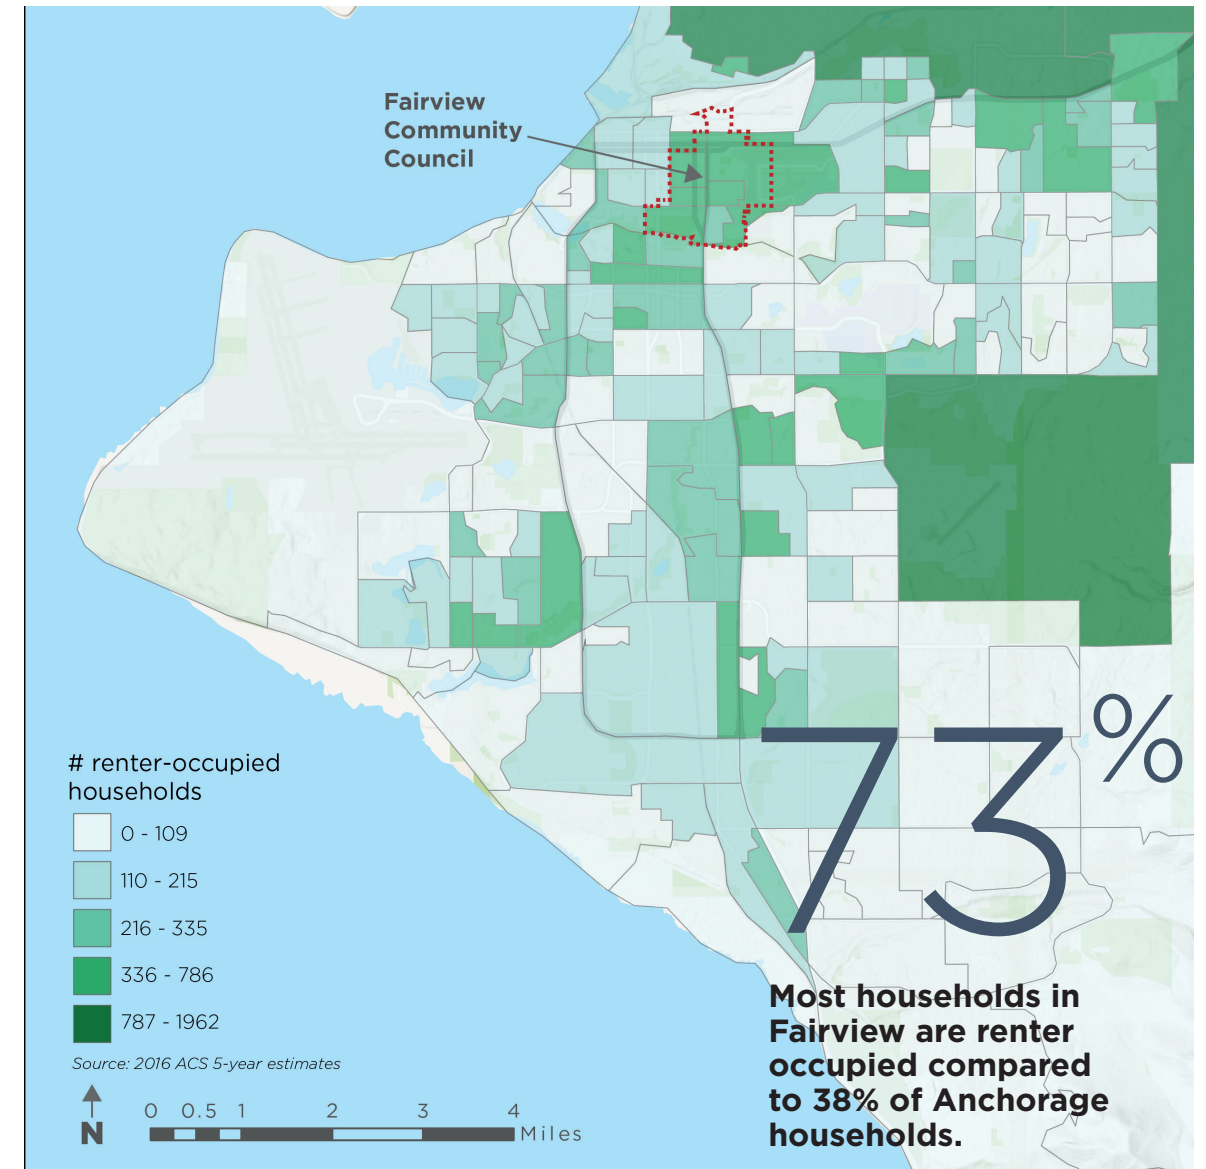 Fairview
Community
Council
# renter-occupied
households
0 - 109
110 - 215
216 - 335
336 - 786
787 - 1962
Source: 2016 ACS 5-year estimates
N
0 0.5 1 2 3 4
Miles
73%
Most households in
Fairview are renter
occupied compared
to 38% of Anchorage
households.